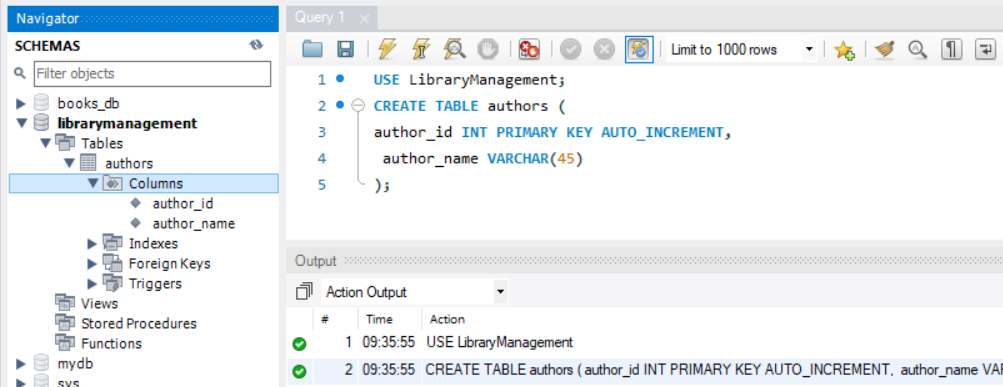 Navigator
SCHEMAS
Filter objects
books_db
librarymanagement
Tables
authors
Columns
author_id
author_name
Indexes
Foreign Keys
Triggers
Views
Stored Procedures
Functions
mydb
sys
Query 1
Limit to 1000 rows
1 USE LibraryManagement;
2 CREATE TABLE authors (
3 author_id INT PRIMARY KEY AUTO_INCREMENT,
4 author_name VARCHAR(45)
5 );
Output
Action Output
# Time Action
1 09:35:55 USE LibraryManagement
2 09:35:55 CREATE TABLE authors ( author_id INT PRIMARY KEY AUTO_INCREMENT, author_name VAR